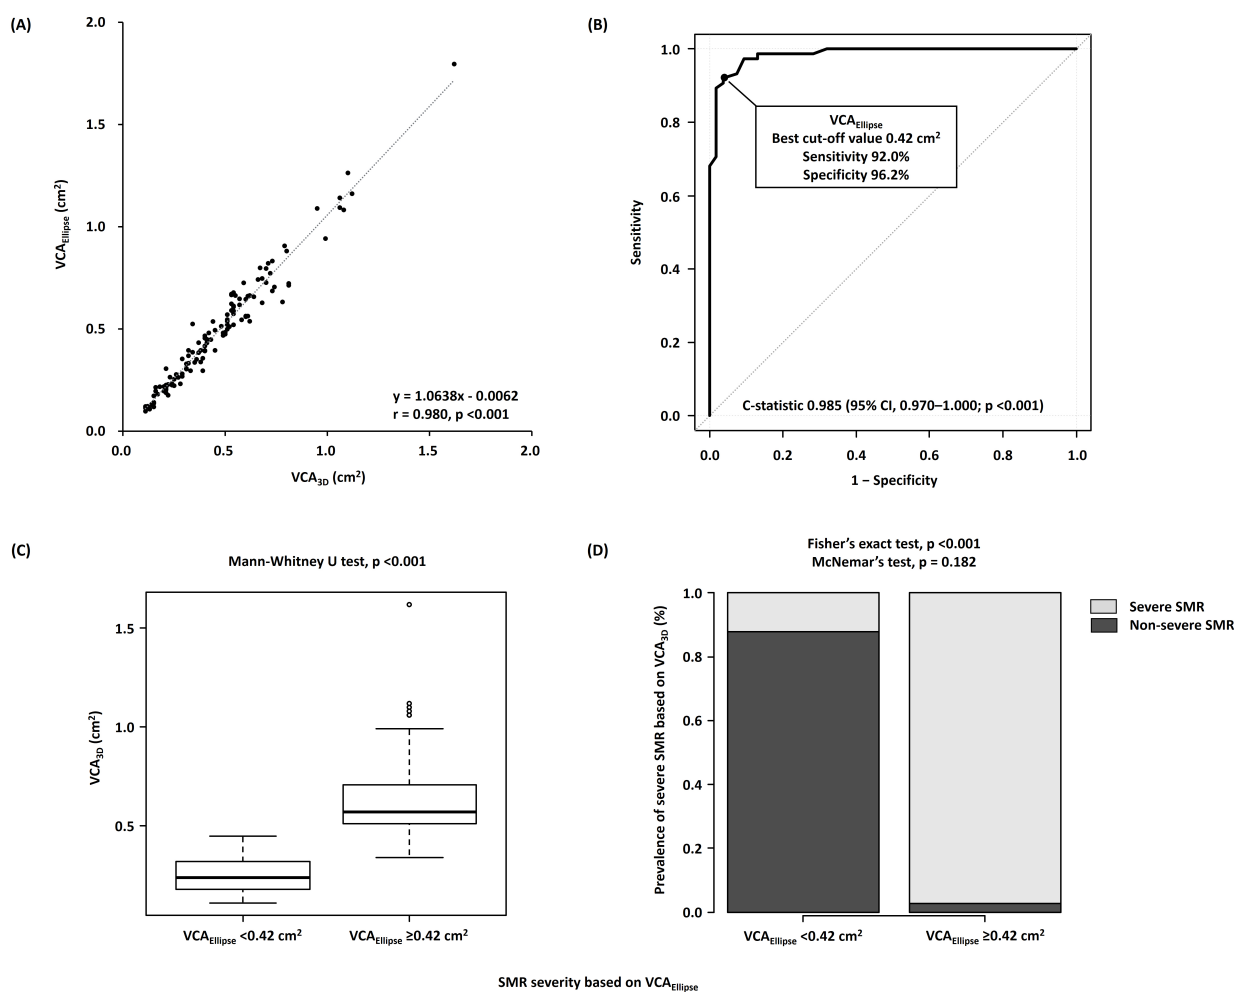 (A)
2.0
1.5
1.0
0.5
0.0
VCAEllipse (cm2)
0.0 0.5 1.0 1.5 2.0
VCA3D (cm2)
y = 1.0638x - 0.0062
r = 0.980, p <0.001
(B)
1.0
0.8
0.6
0.4
0.2
0.0
Sensitivity
VCAEllipse
Best cut-off value 0.42 cm2
Sensitivity 92.0%
Specificity 96.2%
C-statistic 0.985 (95% CI, 0.970–1.000; p <0.001)
0.0 0.2 0.4 0.6 0.8 1.0
1 – Specificity
(C)
Mann-Whitney U test, p <0.001
1.5
1.0
0.5
VCA3D (cm2)
VCAEllipse <0.42 cm2 VCAEllipse ≥0.42 cm2
(D)
Fisher’s exact test, p <0.001
McNemar’s test, p = 0.182
1.0
0.8
0.6
0.4
0.2
0.0
Prevalence of severe SMR based on VCA3D (%)
Severe SMR
Non-severe SMR
VCAEllipse <0.42 cm2 VCAEllipse ≥0.42 cm2
SMR severity based on VCAEllipse